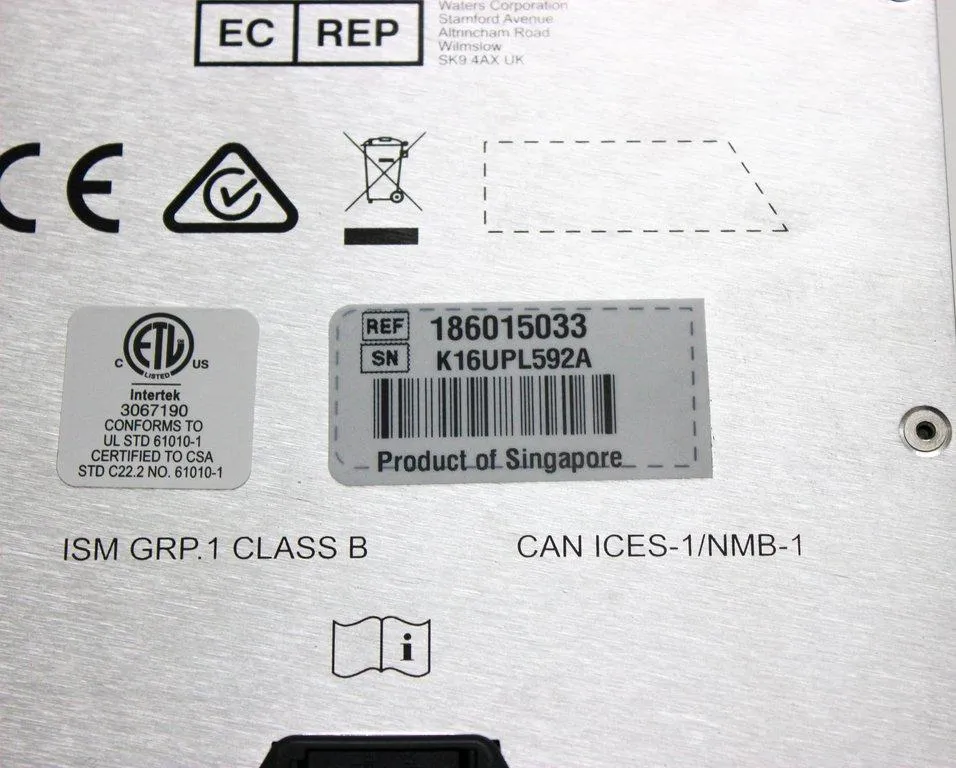 EC REP
Waters Corporation
Stamford Avenue
Altrincham Road
Wilmslow
SK9 4AX UK
CE
ETL
C US
LISTED
Intertek
3067190
CONFORMS TO
UL STD 61010-1
CERTIFIED TO CSA
STD C22.2 NO. 61010-1
REF 186015033
SN K16UPL592A
Product of Singapore
ISM GRP.1 CLASS B
CAN ICES-1/NMB-1
i